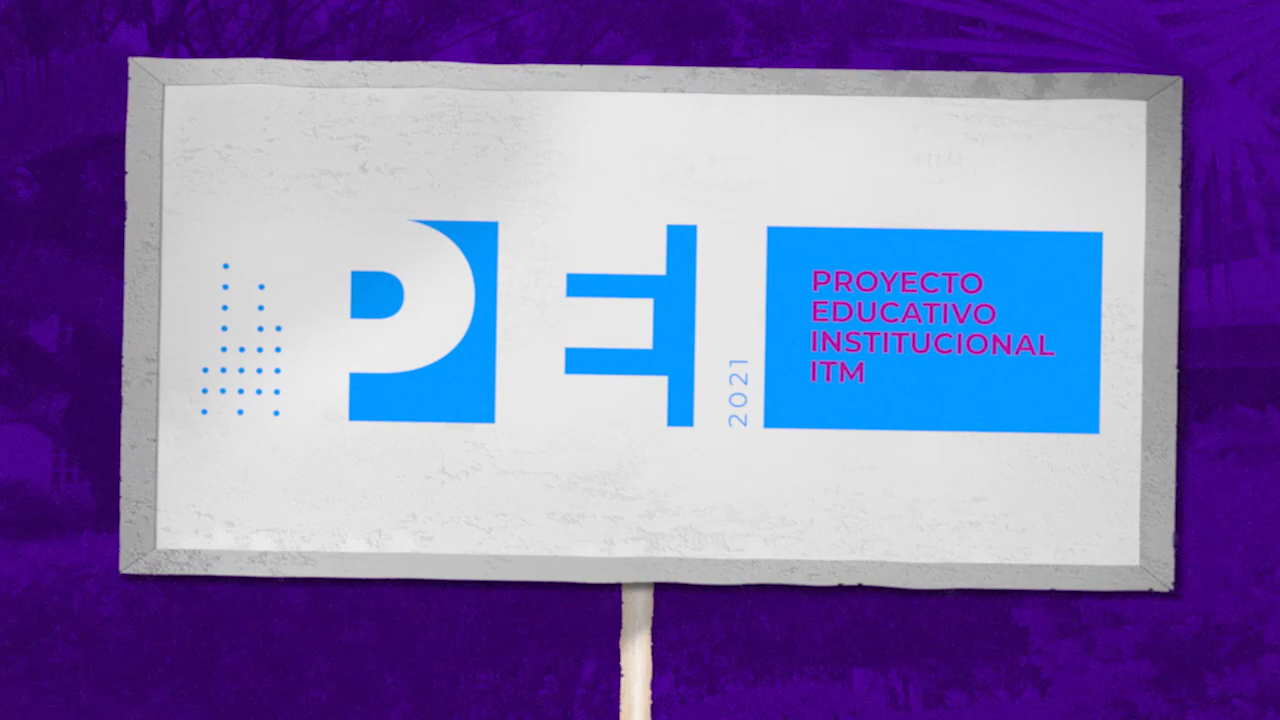 PEI
2021
PROYECTO
EDUCATIVO
INSTITUCIONAL
ITM